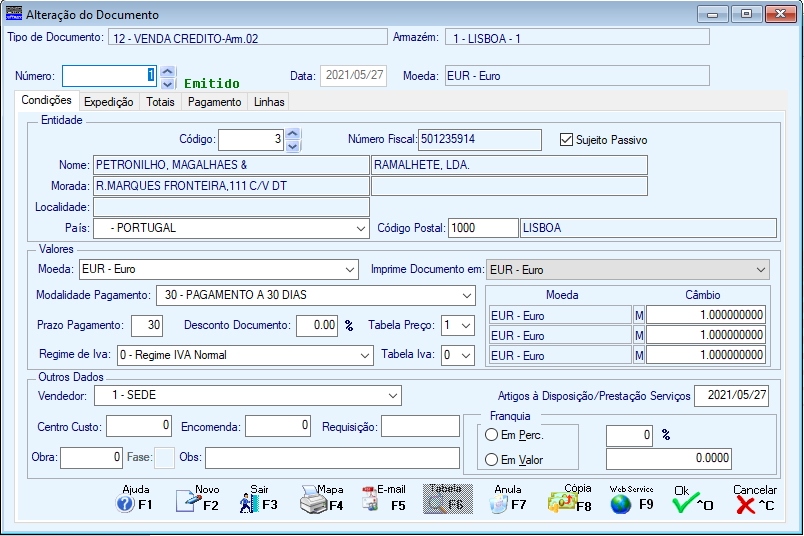 Alteração do Documento
Tipo de Documento: 12 - VENDA CREDITO-Arm.02 Armazém: 1 - LISBOA - 1
Número: 1 Emitido Data: 2021/05/27 Moeda: EUR - Euro
Condições Expedição Totais Pagamento Linhas
Entidade
Código: 3 Número Fiscal: 501235914 Sujeito Passivo
Nome: PETRONILHO, MAGALHAES & RAMALHETE, LDA.
Morada: R.MARQUES FRONTEIRA,111 C/V DT
Localidade:
País: - PORTUGAL Código Postal: 1000 LISBOA
Valores
Moeda: EUR - Euro Imprime Documento em: EUR - Euro
Modalidade Pagamento: 30 - PAGAMENTO A 30 DIAS Moeda Câmbio
EUR - Euro M 1.000000000
Prazo Pagamento: 30 Desconto Documento: 0.00 % Tabela Preço: 1 EUR - Euro M 1.000000000
Regime de Iva: 0 - Regime IVA Normal Tabela Iva: 0 EUR - Euro M 1.000000000
Outros Dados
Vendedor: 1 - SEDE Artigos à Disposição/Prestação Serviços 2021/05/27
Centro Custo: 0 Encomenda: 0 Requisição: Franquia
Em Perc. 0 %
Obra: 0 Fase: Obs: Em Valor 0.0000
Ajuda F1 Novo F2 Sair F3 Mapa F4 E-mail F5 Tabela F6 Anula F7 Cópia F8 Web Service F9 Ok ^O Cancelar ^C